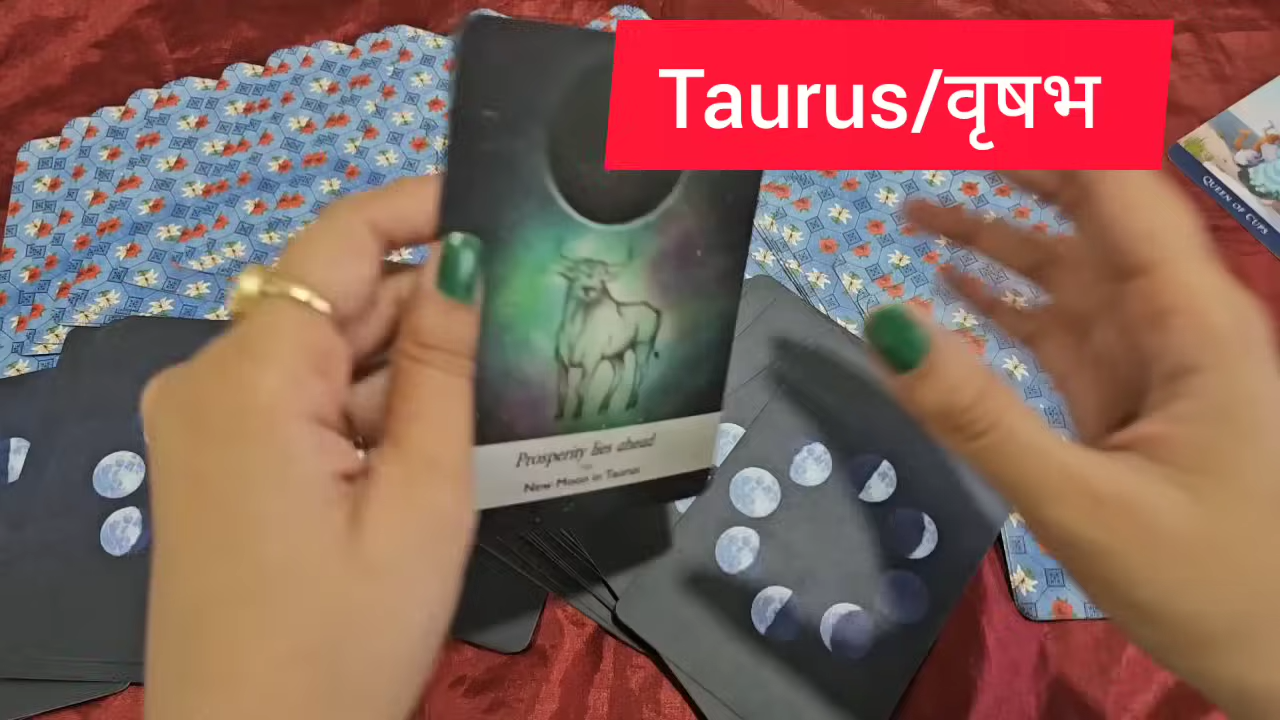 Taurus/वृषभ
QUEEN OF CUPS
Prosperity lies ahead
New Moon in Taurus